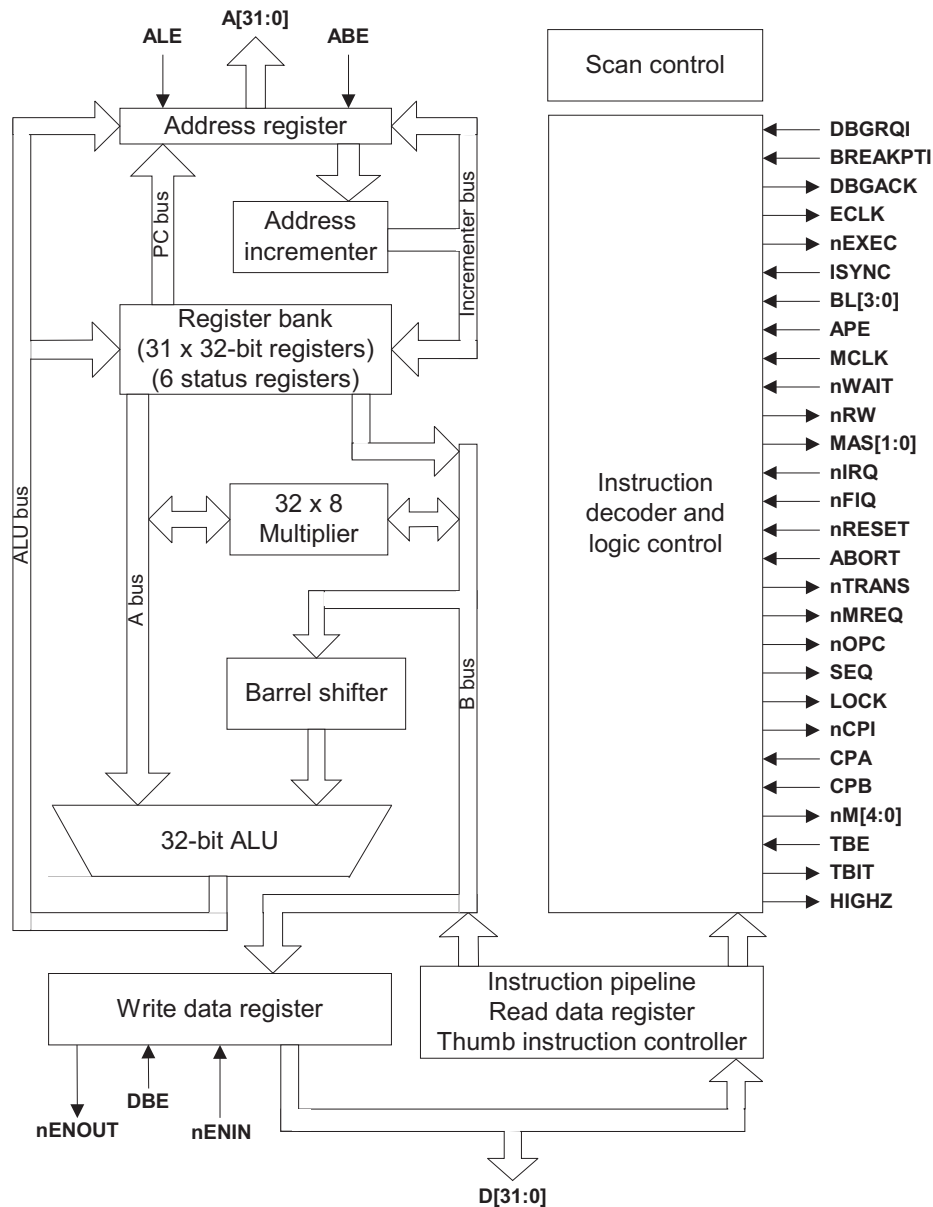 A[31:0]
ALE
ABE
Scan control
Address register
DBGRQI
BREAKPTI
DBGACK
ECLK
nEXEC
ISYNC
BL[3:0]
APE
MCLK
nWAIT
nRW
MAS[1:0]
nIRQ
nFIQ
nRESET
ABORT
nTRANS
nMREQ
nOPC
SEQ
LOCK
nCPI
CPA
CPB
nM[4:0]
TBE
TBIT
HIGHZ
PC bus
Address
incrementer
Incrementer bus
Register bank
(31 x 32-bit registers)
(6 status registers)
ALU bus
A bus
32 x 8
Multiplier
B bus
Barrel shifter
32-bit ALU
Instruction
decoder and
logic control
Write data register
Instruction pipeline
Read data register
Thumb instruction controller
nENOUT
DBE
nENIN
D[31:0]